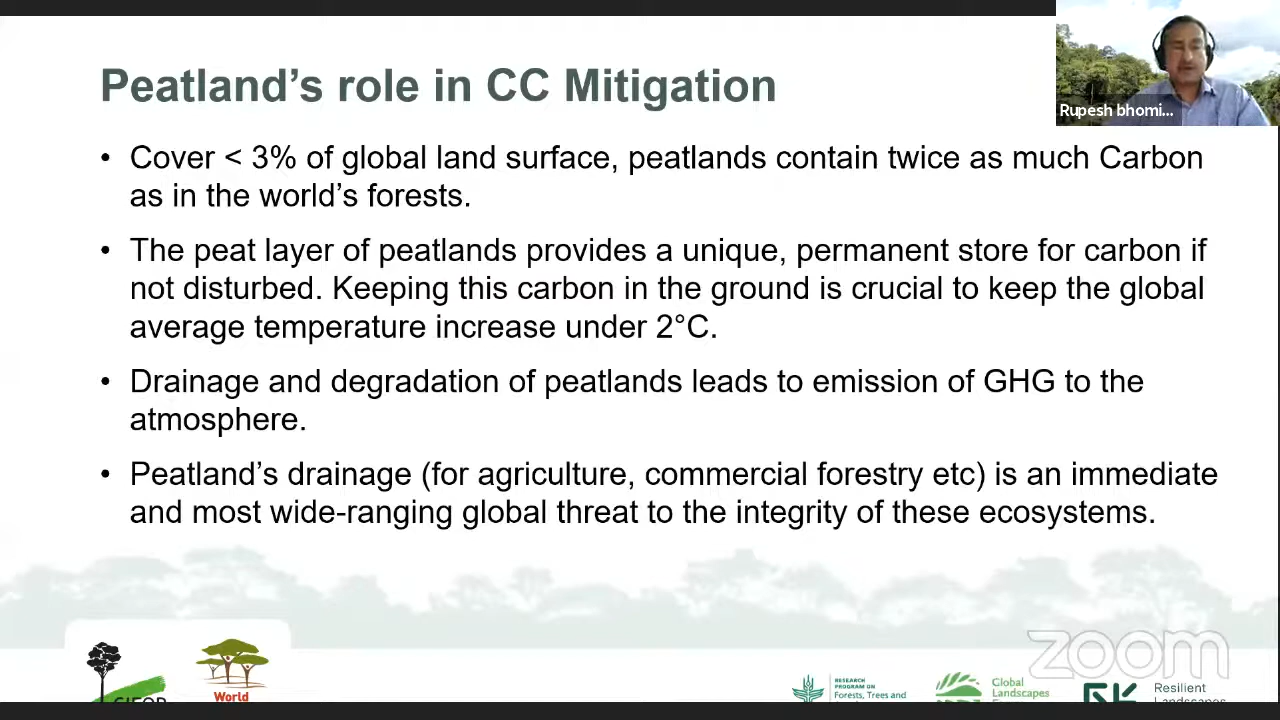 Peatland's role in CC Mitigation
Rupesh bhomi...
• Cover < 3% of global land surface, peatlands contain twice as much Carbon
as in the world's forests.
• The peat layer of peatlands provides a unique, permanent store for carbon if
not disturbed. Keeping this carbon in the ground is crucial to keep the global
average temperature increase under 2°C.
• Drainage and degradation of peatlands leads to emission of GHG to the
atmosphere.
• Peatland's drainage (for agriculture, commercial forestry etc) is an immediate
and most wide-ranging global threat to the integrity of these ecosystems.
zoom
CIFOR
World
RESEARCH
PROGRAM ON
Forests, Trees and
Global
Landscapes
Resilient
Landscapes